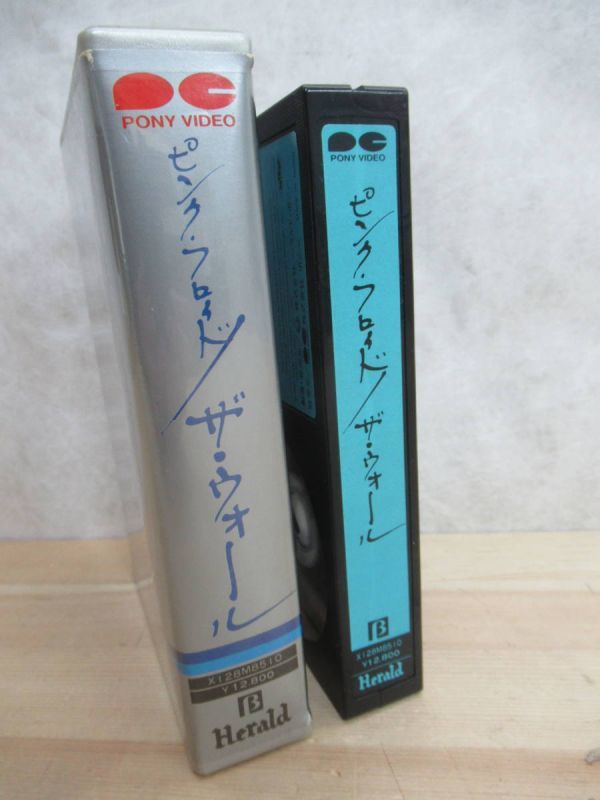 PONY VIDEO
ピンク・フロイド/ザ・ウォール
X128M8510
¥12,800
β
Herald
PONY VIDEO
ピンク・フロイド/ザ・ウォール
β
X128M8510
¥12,800
Herald